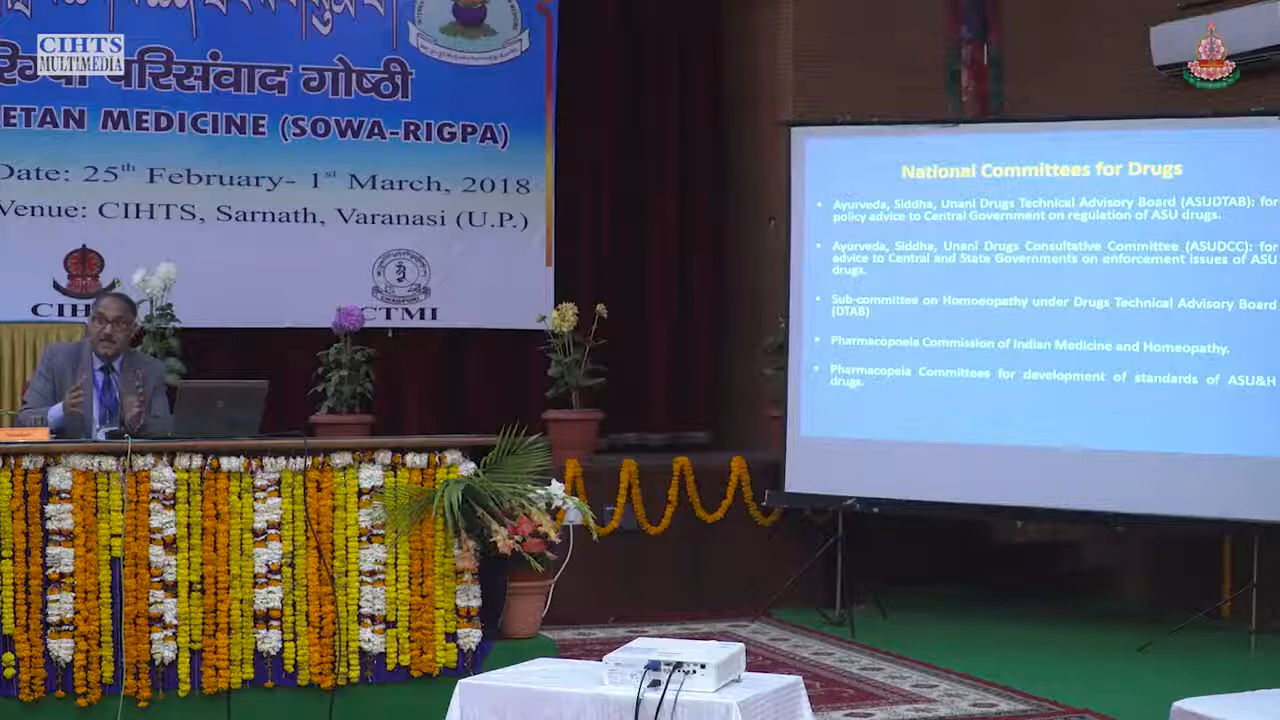 CIHTS
MULTIMEDIA
परिसंवाद गोष्ठी
ETAN MEDICINE (SOWA-RIGPA)
Date: 25th February- 1st March, 2018
Venue: CIHTS, Sarnath, Varanasi (U.P.)
CIH
CHAGPORI
CTMI
National Committees for Drugs
• Ayurveda, Siddha, Unani Drugs Technical Advisory Board (ASUDTAB): for
policy advice to Central Government on regulation of ASU drugs.
• Ayurveda, Siddha, Unani Drugs Consultative Committee (ASUDCC): for
advice to Central and State Governments on enforcement issues of ASU
drugs.
• Sub-committee on Homoeopathy under Drugs Technical Advisory Board
(DTAB)
• Pharmacopoeia Commission of Indian Medicine and Homeopathy.
• Pharmacopeia Committees for development of standards of ASU&H
drugs.